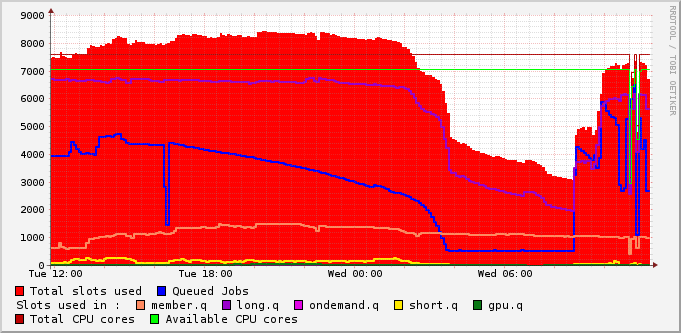 9000
8000
7000
6000
5000
4000
3000
2000
1000
0
Tue 12:00 Tue 18:00 Wed 00:00 Wed 06:00
Total slots used Queued Jobs
Slots used in : member.q long.q ondemand.q short.q gpu.q
Total CPU cores Available CPU cores
RRDTOOL / TOBI OETIKER